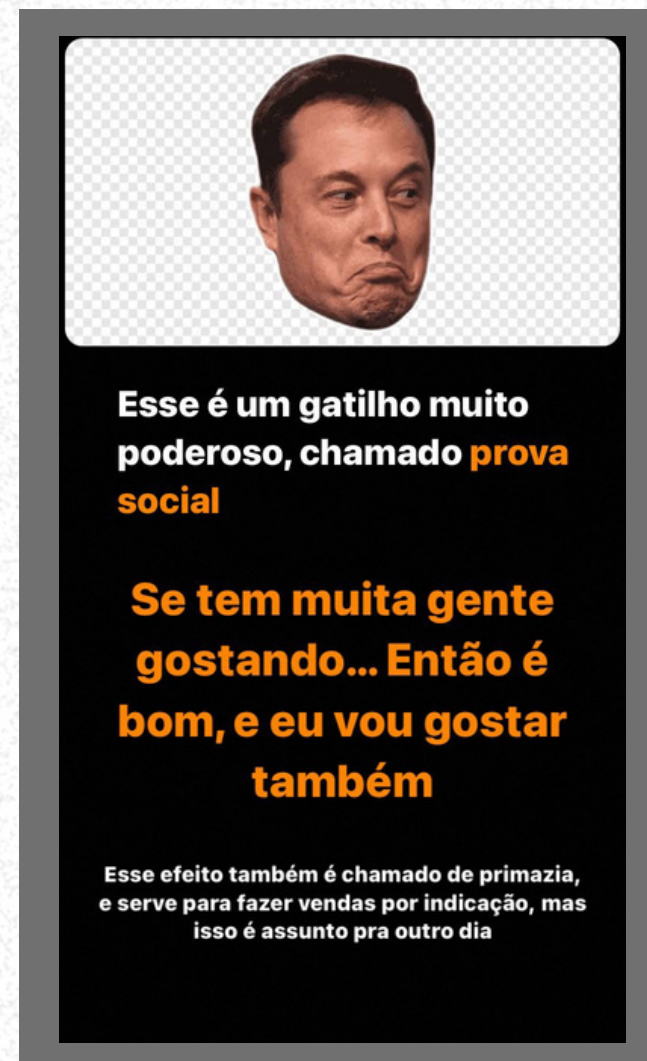 Esse é um gatilho muito
poderoso, chamado prova
social
Se tem muita gente
gostando... Então é
bom, e eu vou gostar
também
Esse efeito também é chamado de primazia,
e serve para fazer vendas por indicação, mas
isso é assunto pra outro dia